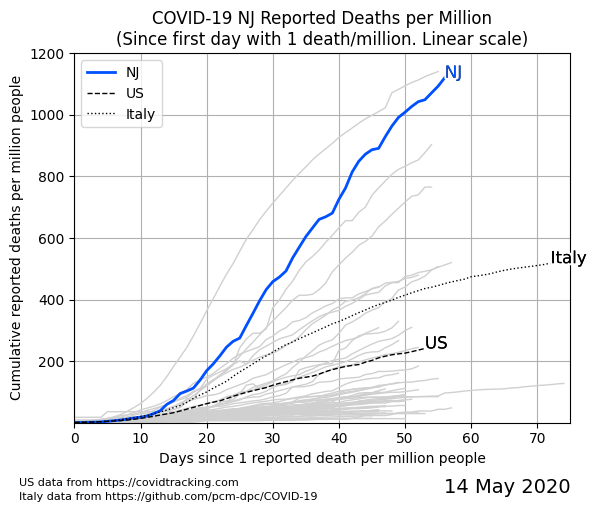 COVID-19 NJ Reported Deaths per Million
(Since first day with 1 death/million. Linear scale)
Cumulative reported deaths per million people
1200
1000
800
600
400
200
NJ
US
Italy
NJ
Italy
US
0 10 20 30 40 50 60 70
Days since 1 reported death per million people
US data from https://covidtracking.com
Italy data from https://github.com/pcm-dpc/COVID-19
14 May 2020